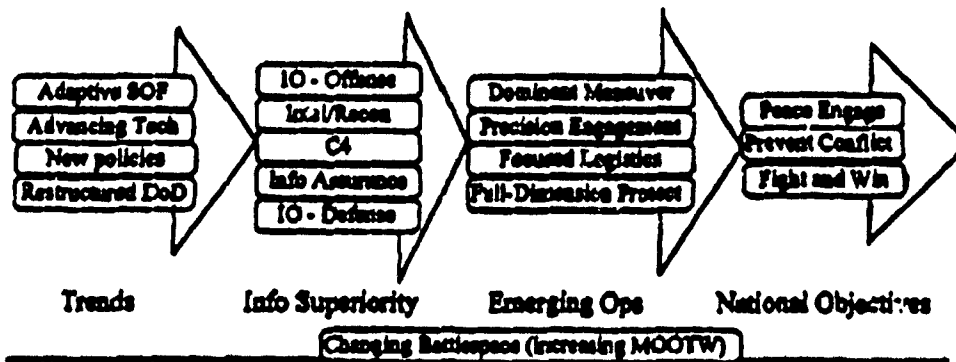 Adaptive SOF
Advancing Tech
New policies
Restructured DoD
Trends
IO - Offense
Intel/Recon
C4
Info Assurance
IO - Defense
Info Superiority
Dominant Maneuver
Precision Engagement
Focused Logistics
Full-Dimension Protect
Emerging Ops
Peace Engage
Prevent Conflict
Fight and Win
National Objectives
Changing Battlespace (Increasing MOOTW)